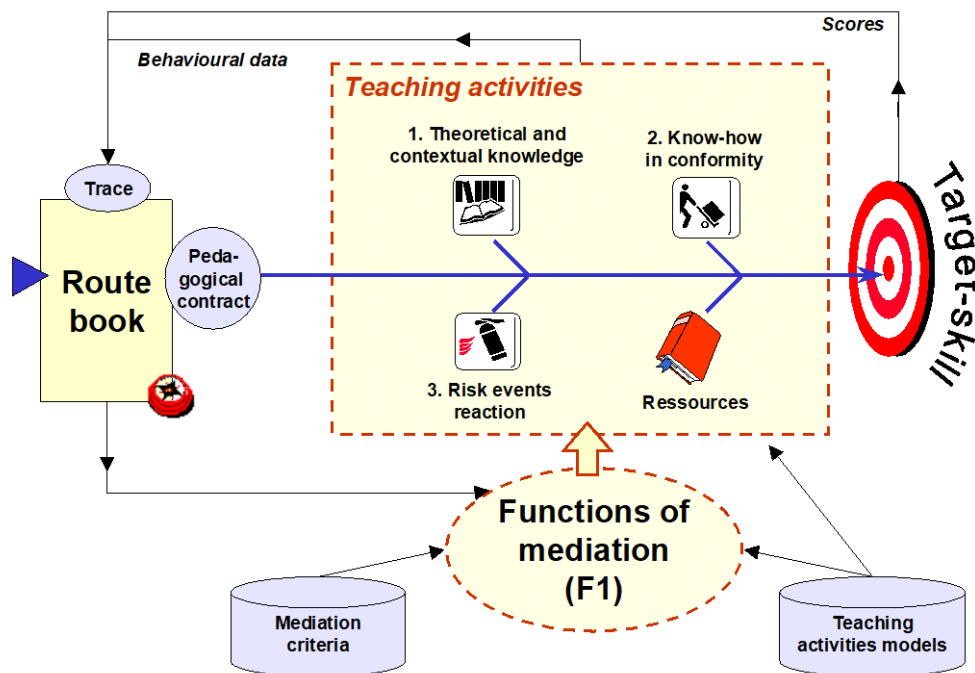 Scores
Behavioural data
Teaching activities
1. Theoretical and
contextual knowledge
2. Know-how
in conformity
Trace
Peda-
gogical
contract
Route
book
Target-skill
3. Risk events
reaction
Ressources
Functions of
mediation
(F1)
Mediation
criteria
Teaching
activities models